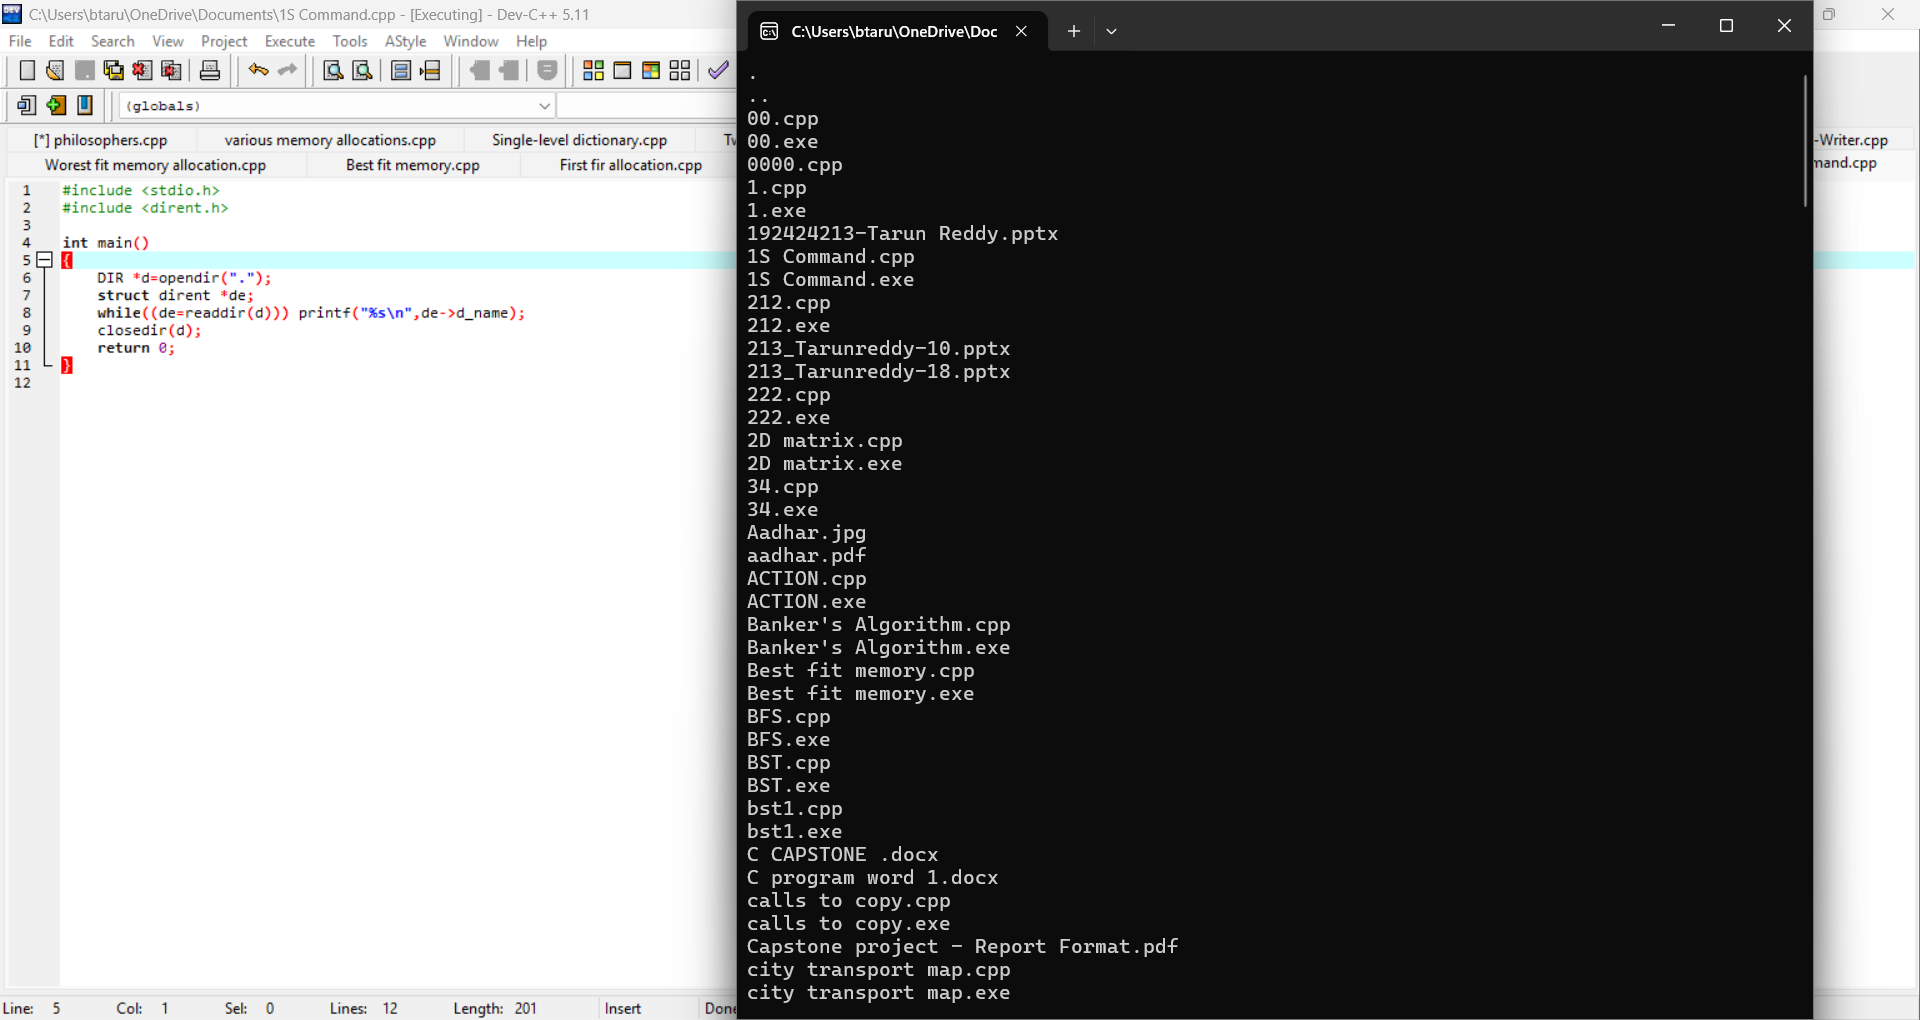 C:\Users\btaru\OneDrive\Documents\1S Command.cpp - [Executing] - Dev-C++ 5.11
File Edit Search View Project Execute Tools AStyle Window Help
(globals)
[*] philosophers.cpp various memory allocations.cpp Single-level dictionary.cpp Tw -Writer.cpp
Worest fit memory allocation.cpp Best fit memory.cpp First fir allocation.cpp mand.cpp
1 #include <stdio.h>
2 #include <dirent.h>
3
4 int main()
5 {
6 DIR *d=opendir(".");
7 struct dirent *de;
8 while((de=readdir(d))) printf("%s\n",de->d_name);
9 closedir(d);
10 return 0;
11 }
12
Line: 5 Col: 1 Sel: 0 Lines: 12 Length: 201 Insert Done
C:\Users\btaru\OneDrive\Doc
.
..
00.cpp
00.exe
0000.cpp
1.cpp
1.exe
192424213-Tarun Reddy.pptx
1S Command.cpp
1S Command.exe
212.cpp
212.exe
213_Tarunreddy-10.pptx
213_Tarunreddy-18.pptx
222.cpp
222.exe
2D matrix.cpp
2D matrix.exe
34.cpp
34.exe
Aadhar.jpg
aadhar.pdf
ACTION.cpp
ACTION.exe
Banker's Algorithm.cpp
Banker's Algorithm.exe
Best fit memory.cpp
Best fit memory.exe
BFS.cpp
BFS.exe
BST.cpp
BST.exe
bst1.cpp
bst1.exe
C CAPSTONE .docx
C program word 1.docx
calls to copy.cpp
calls to copy.exe
Capstone project - Report Format.pdf
city transport map.cpp
city transport map.exe